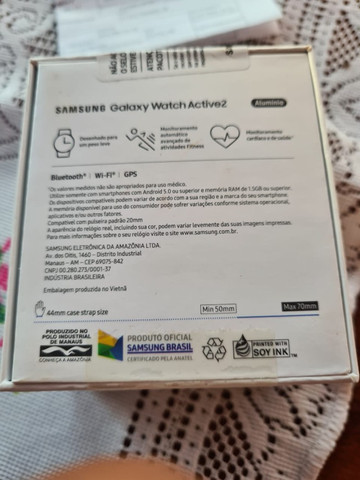 NÃO A
O SELO
ESTIVE
ATENÇ
PACOT
SAMSUNG Galaxy Watch Active2
Alumínio
Desenhado para
um peso leve
Monitoramento
automático
avançado de
atividades Fitness
Monitoramento
cardíaco e de saúde*
Bluetooth® | Wi-Fi® | GPS
*Os valores medidos não são apropriados para uso médico.
Utilize somente com smartphones com Android 5.0 ou superior e memória RAM de 1.5GB ou superior.
Os dispositivos compatíveis podem variar de acordo com a sua região e a marca do seu smartphone.
A memória disponível para uso do consumidor pode sofrer variações conforme sistema operacional,
aplicativos e/ou outros fatores.
Compatível com pulseira padrão 20mm
A aparência do relógio real, incluindo sua cor, podem variar levemente das suas imagens impressas.
Para mais informações sobre o seu relógio visite o site www.samsung.com.br.
SAMSUNG ELETRÔNICA DA AMAZÔNIA LTDA.
Av. dos Oitis, 1460 - Distrito Industrial
Manaus - AM - CEP 69075-842
CNPJ 00.280.273/0001-37
INDÚSTRIA BRASILEIRA
Embalagem produzida no Vietnã
44mm case strap size
Min 50mm
Max 70mm
PRODUZIDO NO
POLO INDUSTRIAL
DE MANAUS
CONHEÇA A AMAZÔNIA
PRODUTO OFICIAL
SAMSUNG BRASIL
CERTIFICADO PELA ANATEL
PRINTED WITH
SOY INK™